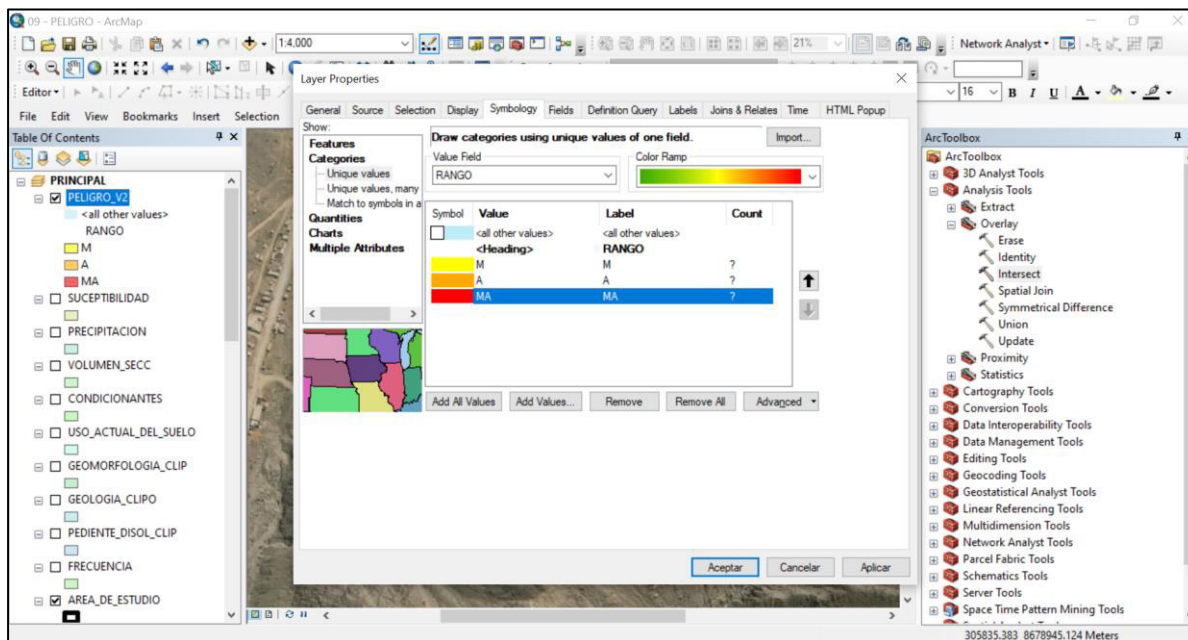 09 - PELIGRO - ArcMap
1:4,000
21%
Network Analyst
Editor
16
B I U A
File Edit View Bookmarks Insert Selection
Table Of Contents
PRINCIPAL
PELIGRO_V2
<all other values>
RANGO
M
A
MA
SUCEPTIBILIDAD
PRECIPITACION
VOLUMEN_SECC
CONDICIONANTES
USO_ACTUAL_DEL_SUELO
GEOMORFOLOGIA_CLIP
GEOLOGIA_CLIPO
PEDIENTE_DISOL_CLIP
FRECUENCIA
AREA_DE_ESTUDIO
Layer Properties
General Source Selection Display Symbology Fields Definition Query Labels Joins & Relates Time HTML Popup
Show:
Features
Categories
Unique values
Unique values, many
Match to symbols in a
Quantities
Charts
Multiple Attributes
Draw categories using unique values of one field.
Import...
Value Field
RANGO
Color Ramp
Symbol Value Label Count
<all other values> <all other values>
<Heading> RANGO
M M ?
A A ?
MA MA ?
Add All Values Add Values... Remove Remove All Advanced
Aceptar Cancelar Aplicar
ArcToolbox
ArcToolbox
3D Analyst Tools
Analysis Tools
Extract
Overlay
Erase
Identity
Intersect
Spatial Join
Symmetrical Difference
Union
Update
Proximity
Statistics
Cartography Tools
Conversion Tools
Data Interoperability Tools
Data Management Tools
Editing Tools
Geocoding Tools
Geostatistical Analyst Tools
Linear Referencing Tools
Multidimension Tools
Network Analyst Tools
Parcel Fabric Tools
Schematics Tools
Server Tools
Space Time Pattern Mining Tools
305835.383 8678945.124 Meters